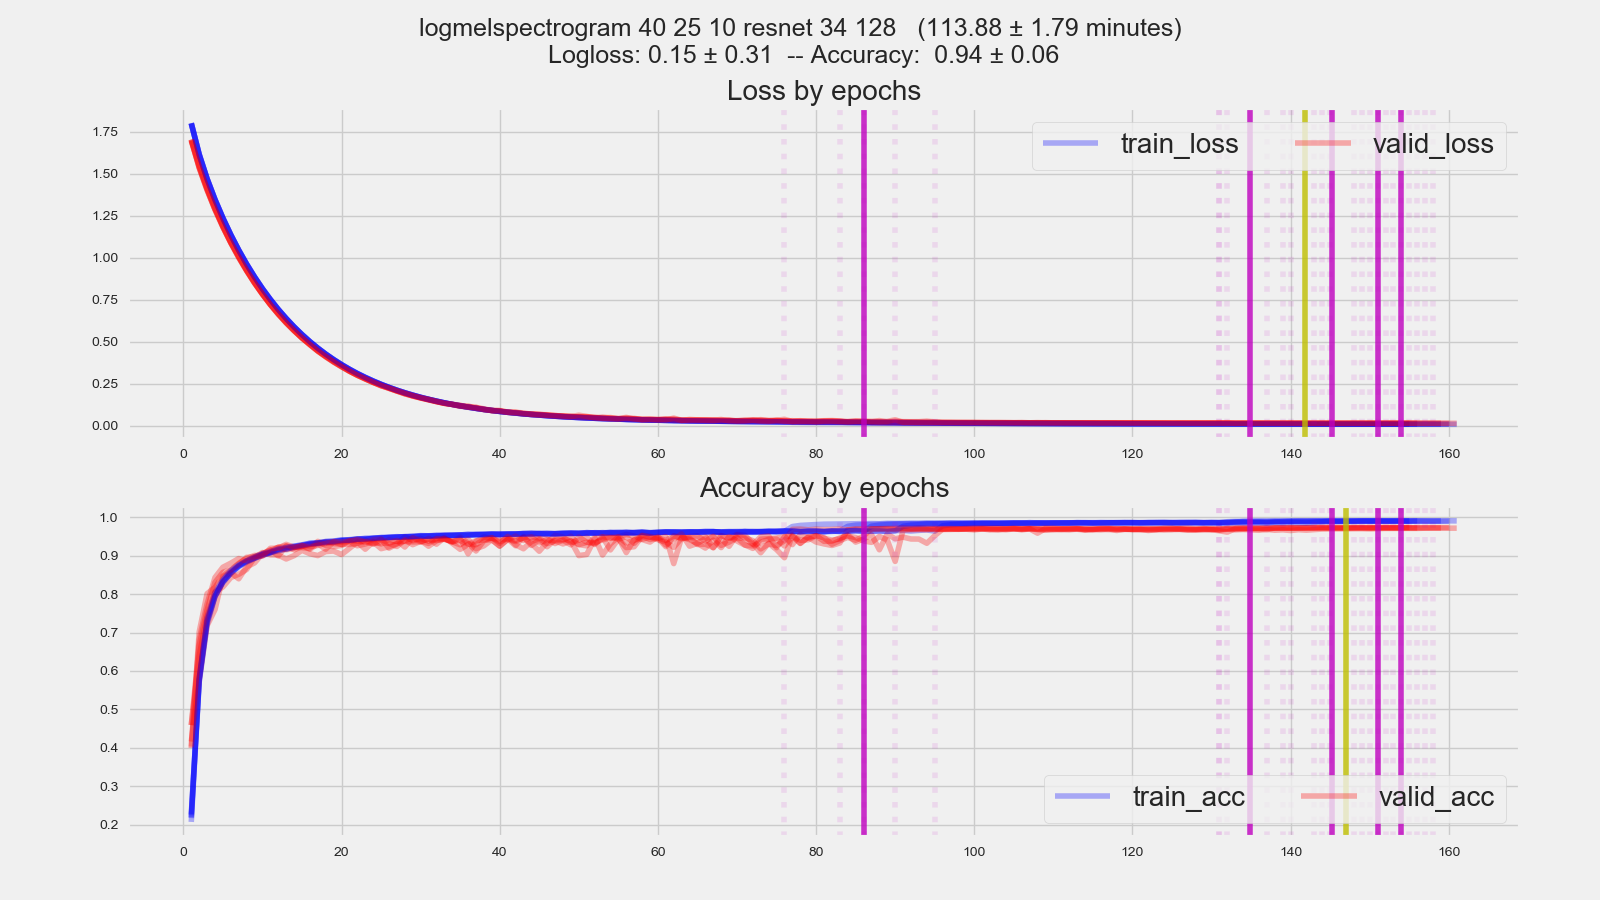 logmelspectrogram 40 25 10 resnet 34 128 (113.88 ± 1.79 minutes)
Logloss: 0.15 ± 0.31 -- Accuracy: 0.94 ± 0.06
Loss by epochs
train_loss valid_loss
1.75
1.50
1.25
1.00
0.75
0.50
0.25
0.00
0 20 40 60 80 100 120 140 160
Accuracy by epochs
1.0
0.9
0.8
0.7
0.6
0.5
0.4
0.3
0.2
train_acc valid_acc
0 20 40 60 80 100 120 140 160